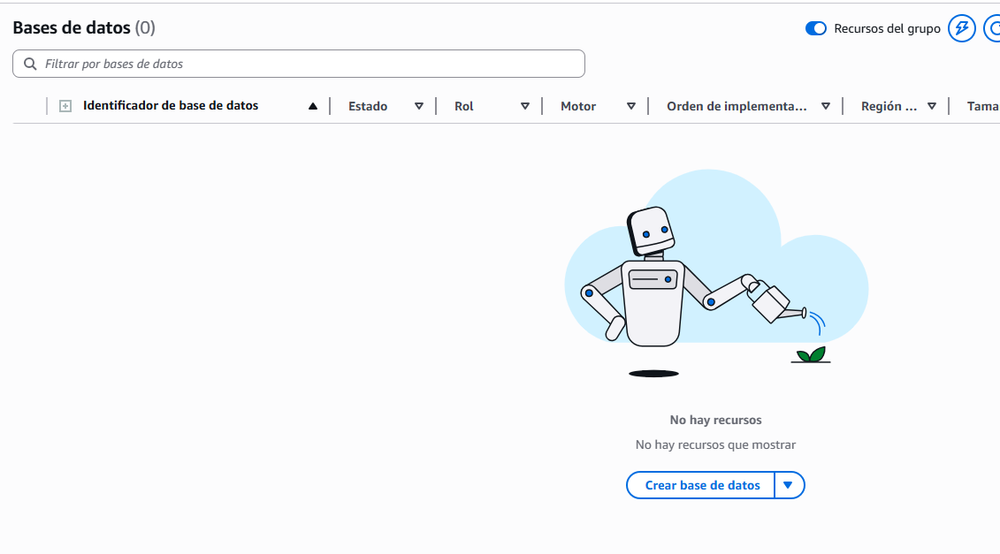 Bases de datos (0)
Recursos del grupo
Filtrar por bases de datos
Identificador de base de datos Estado Rol Motor Orden de implementa... Región ... Tama
No hay recursos
No hay recursos que mostrar
Crear base de datos